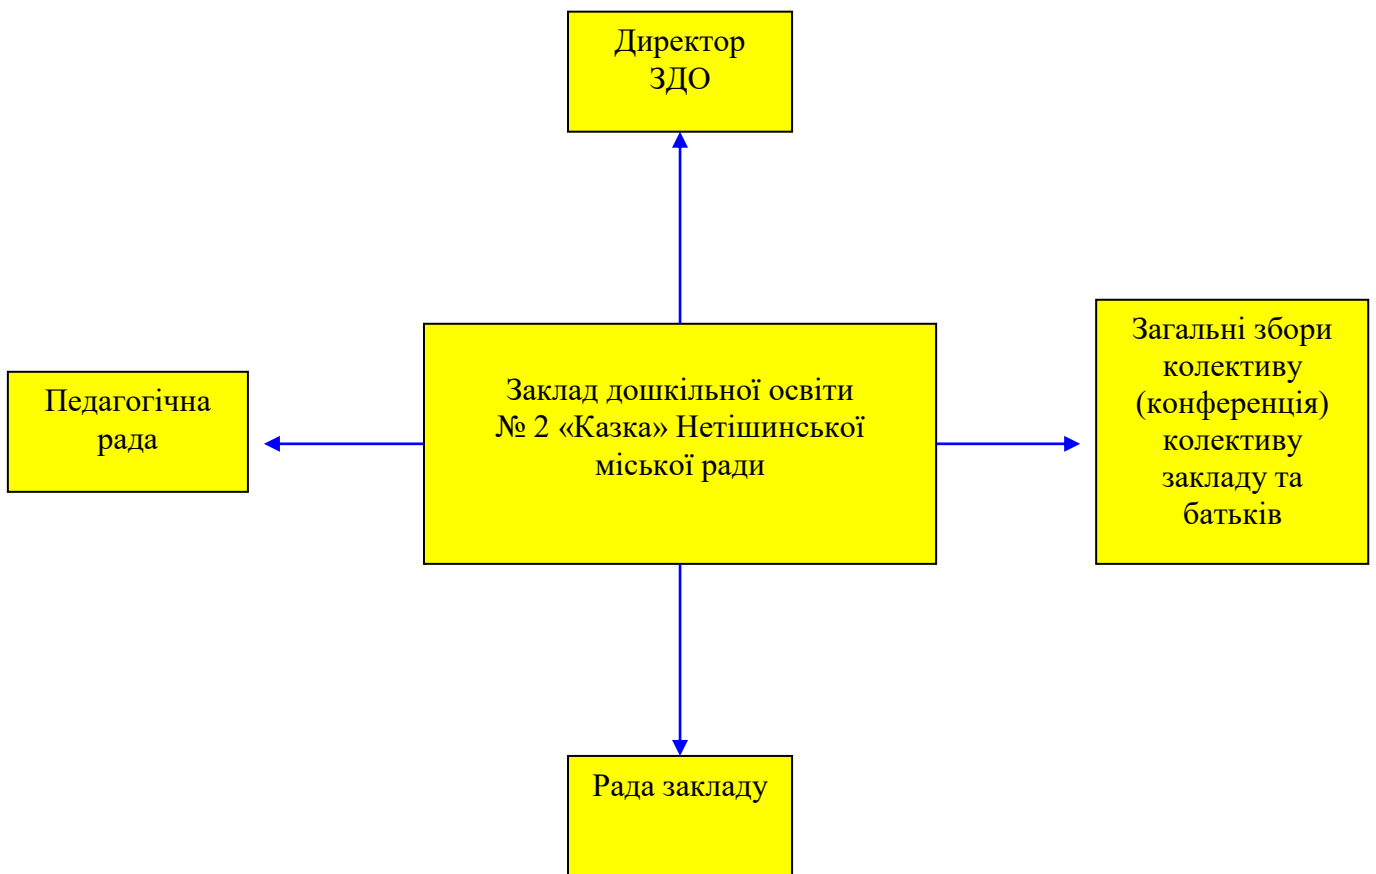 Директор
ЗДО
Загальні збори
колективу
(конференція)
колективу
закладу та
батьків
Заклад дошкільної освіти
№ 2 «Казка» Нетішинської
міської ради
Педагогічна
рада
Рада закладу